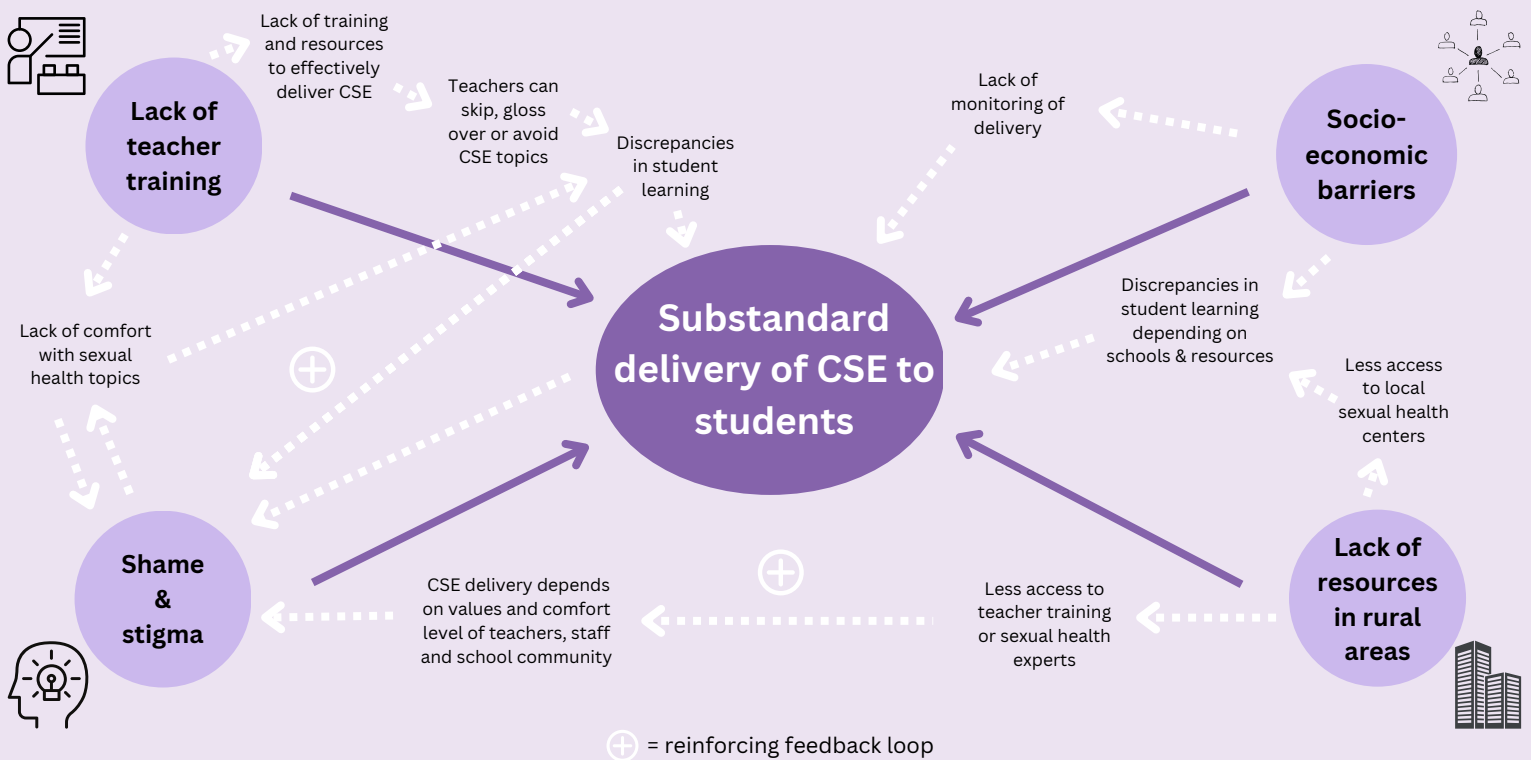 Lack of
teacher
training
Lack of training
and resources
to effectively
deliver CSE
Teachers can
skip, gloss
over or avoid
CSE topics
Discrepancies
in student
learning
Lack of
monitoring of
delivery
Socio-
economic
barriers
Lack of comfort
with sexual
health topics
Substandard
delivery of CSE to
students
Discrepancies in
student learning
depending on
schools & resources
Less access
to local
sexual health
centers
Shame
&
stigma
CSE delivery depends
on values and comfort
level of teachers, staff
and school community
Less access to
teacher training
or sexual health
experts
Lack of
resources
in rural
areas
= reinforcing feedback loop